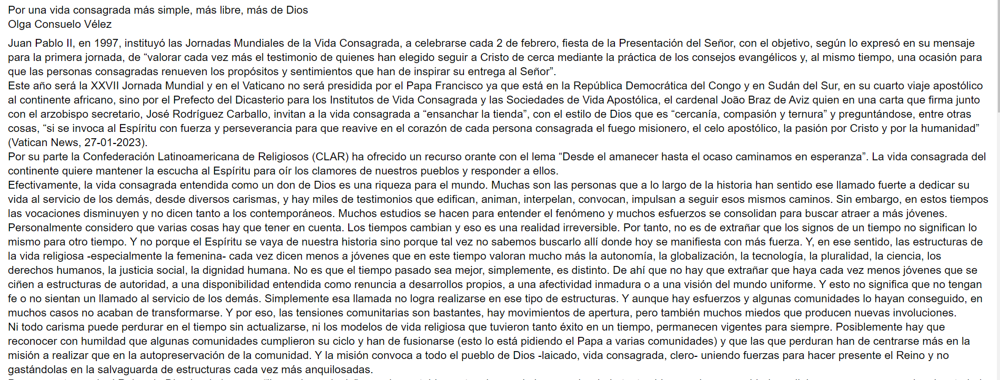 Por una vida consagrada más simple, más libre, más de Dios
Olga Consuelo Vélez
Juan Pablo II, en 1997, instituyó las Jornadas Mundiales de la Vida Consagrada, a celebrarse cada 2 de febrero, fiesta de la Presentación del Señor, con el objetivo, según lo expresó en su mensaje
para la primera jornada, de “valorar cada vez más el testimonio de quienes han elegido seguir a Cristo de cerca mediante la práctica de los consejos evangélicos y, al mismo tiempo, una ocasión para
que las personas consagradas renueven los propósitos y sentimientos que han de inspirar su entrega al Señor”.
Este año será la XXVII Jornada Mundial y en el Vaticano no será presidida por el Papa Francisco ya que está en la República Democrática del Congo y en Sudán del Sur, en su cuarto viaje apostólico
al continente africano, sino por el Prefecto del Dicasterio para los Institutos de Vida Consagrada y las Sociedades de Vida Apostólica, el cardenal João Braz de Aviz quien en una carta que firma junto
con el arzobispo secretario, José Rodríguez Carballo, invitan a la vida consagrada a “ensanchar la tienda”, con el estilo de Dios que es “cercanía, compasión y ternura” y preguntándose, entre otras
cosas, “si se invoca al Espíritu con fuerza y perseverancia para que reavive en el corazón de cada persona consagrada el fuego misionero, el celo apostólico, la pasión por Cristo y por la humanidad”
(Vatican News, 27-01-2023).
Por su parte la Confederación Latinoamericana de Religiosos (CLAR) ha ofrecido un recurso orante con el lema “Desde el amanecer hasta el ocaso caminamos en esperanza”. La vida consagrada del
continente quiere mantener la escucha al Espíritu para oír los clamores de nuestros pueblos y responder a ellos.
Efectivamente, la vida consagrada entendida como un don de Dios es una riqueza para el mundo. Muchas son las personas que a lo largo de la historia han sentido ese llamado fuerte a dedicar su
vida al servicio de los demás, desde diversos carismas, y hay miles de testimonios que edifican, animan, interpelan, convocan, impulsan a seguir esos mismos caminos. Sin embargo, en estos tiempos
las vocaciones disminuyen y no dicen tanto a los contemporáneos. Muchos estudios se hacen para entender el fenómeno y muchos esfuerzos se consolidan para buscar atraer a más jóvenes.
Personalmente considero que varias cosas hay que tener en cuenta. Los tiempos cambian y eso es una realidad irreversible. Por tanto, no es de extrañar que los signos de un tiempo no significan lo
mismo para otro tiempo. Y no porque el Espíritu se vaya de nuestra historia sino porque tal vez no sabemos buscarlo allí donde hoy se manifiesta con más fuerza. Y, en ese sentido, las estructuras de
la vida religiosa -especialmente la femenina- cada vez dicen menos a jóvenes que en este tiempo valoran mucho más la autonomía, la globalización, la tecnología, la pluralidad, la ciencia, los
derechos humanos, la justicia social, la dignidad humana. No es que el tiempo pasado sea mejor, simplemente, es distinto. De ahí que no hay que extrañar que haya cada vez menos jóvenes que se
ciñen a estructuras de autoridad, a una disponibilidad entendida como renuncia a desarrollos propios, a una afectividad inmadura o a una visión del mundo uniforme. Y esto no significa que no tengan
fe o no sientan un llamado al servicio de los demás. Simplemente esa llamada no logra realizarse en ese tipo de estructuras. Y aunque hay esfuerzos y algunas comunidades lo hayan conseguido, en
muchos casos no acaban de transformarse. Y por eso, las tensiones comunitarias son bastantes, hay movimientos de apertura, pero también muchos miedos que producen nuevas involuciones.
Ni todo carisma puede perdurar en el tiempo sin actualizarse, ni los modelos de vida religiosa que tuvieron tanto éxito en un tiempo, permanecen vigentes para siempre. Posiblemente hay que
reconocer con humildad que algunas comunidades cumplieron su ciclo y han de fusionarse (esto lo está pidiendo el Papa a varias comunidades) y que las que perduran han de centrarse más en la
misión a realizar que en la autopreservación de la comunidad. Y la misión convoca a todo el pueblo de Dios -laicado, vida consagrada, clero- uniendo fuerzas para hacer presente el Reino y no
gastándolas en la salvaguarda de estructuras cada vez más anquilosadas.